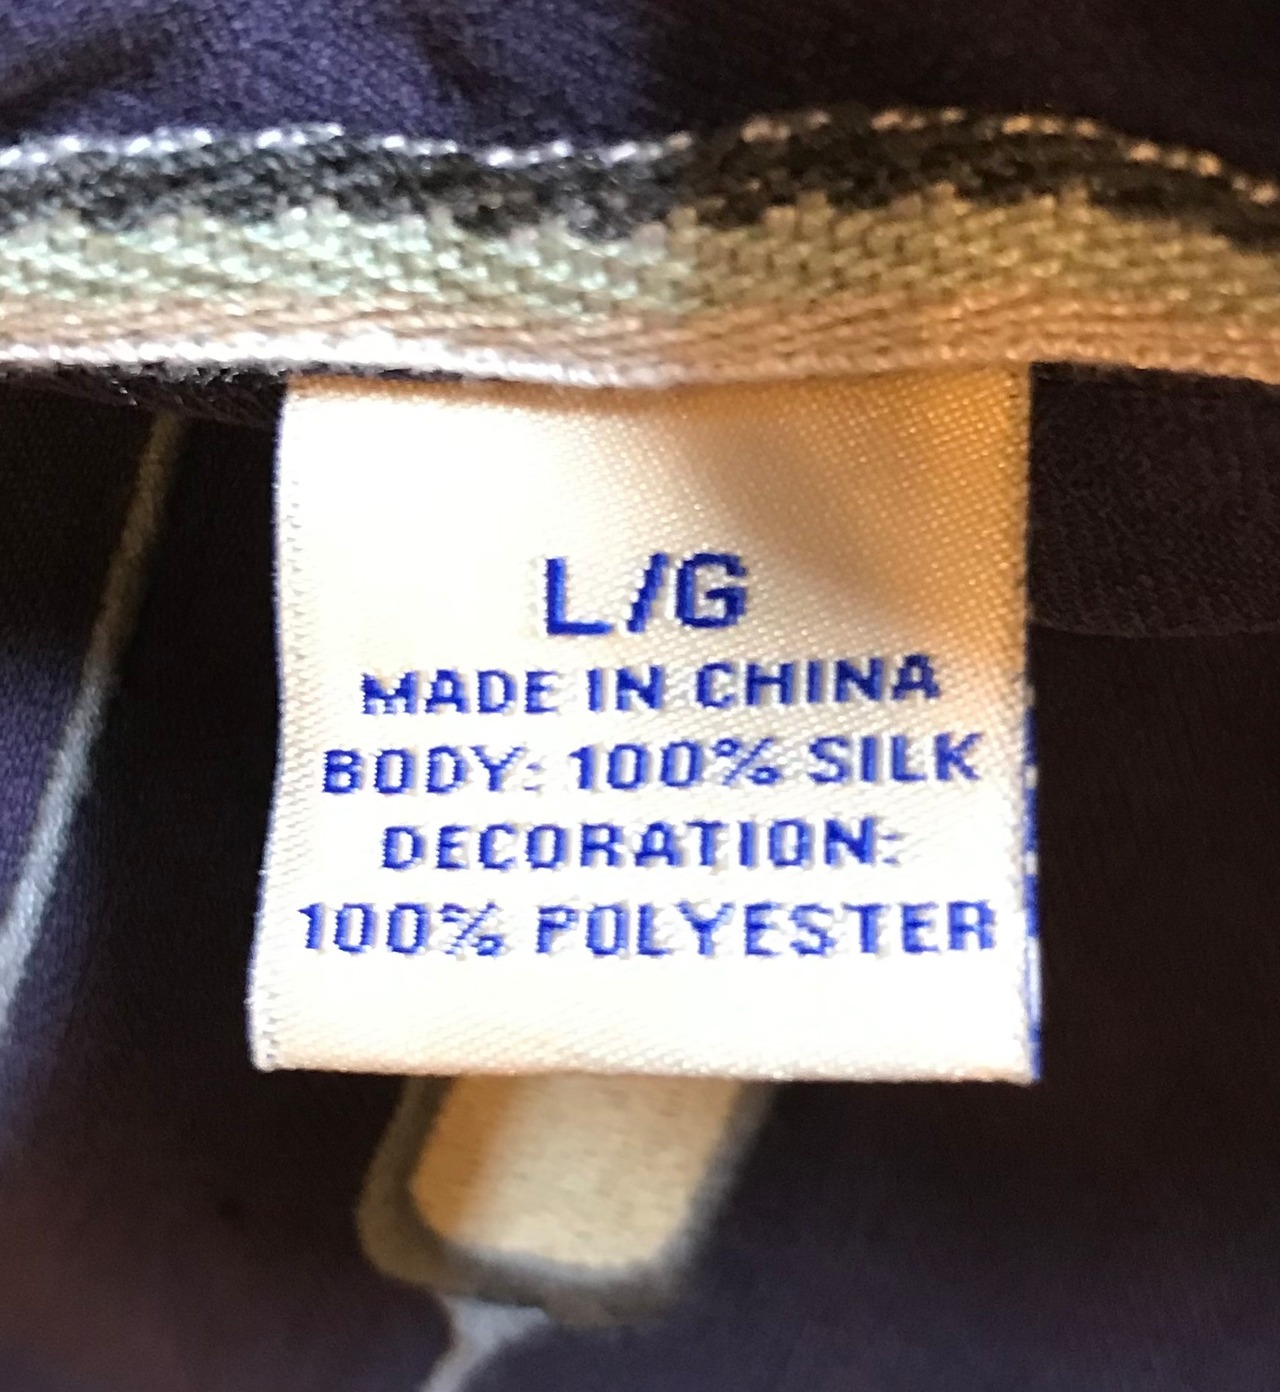 L/G
MADE IN CHINA
BODY: 100% SILK
DECORATION:
100% POLYESTER